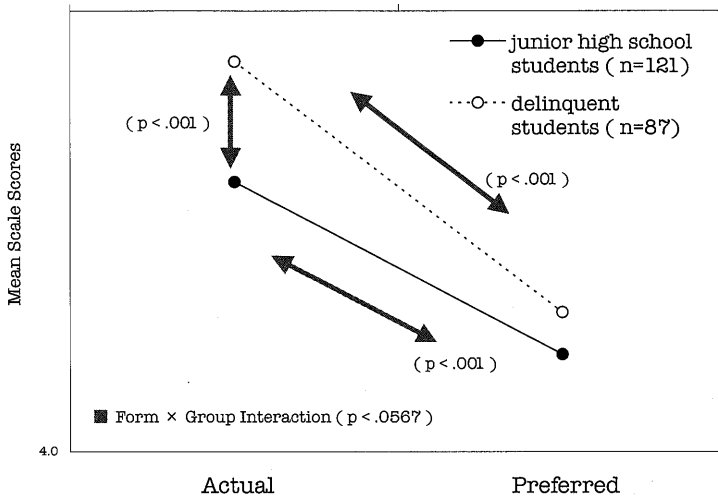 junior high school
students ( n=121)
delinquent
students ( n=87)
( p <.001)
( p <.001)
Mean Scale Scores
( p <.001)
■ Form × Group Interaction ( p <.0567)
4.0
Actual
Preferred